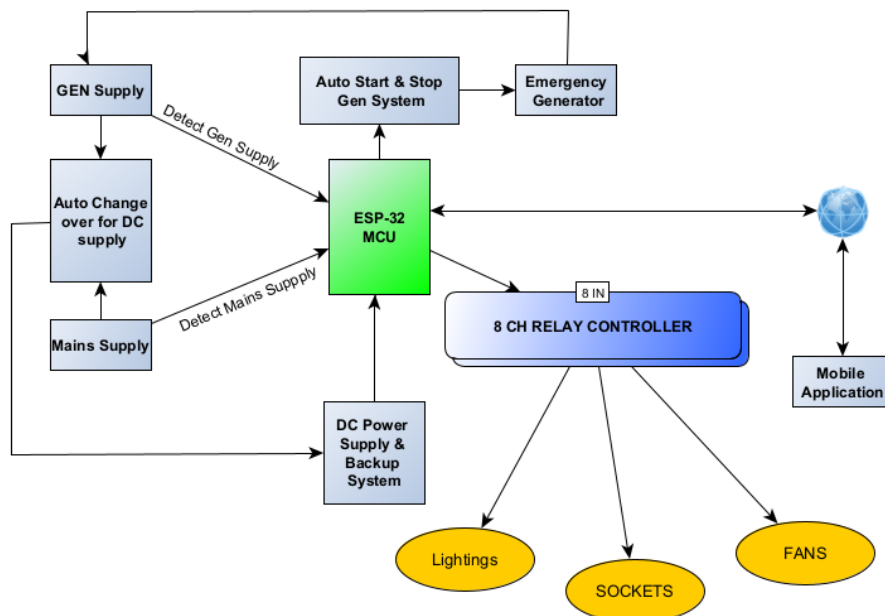 GEN Supply
Auto Start & Stop
Gen System
Emergency
Generator
Detect Gen Supply
Auto Change
over for DC
supply
ESP-32
MCU
Detect Mains Suppply
Mains Supply
8 IN
8 CH RELAY CONTROLLER
Mobile
Application
DC Power
Supply &
Backup
System
Lightings
SOCKETS
FANS